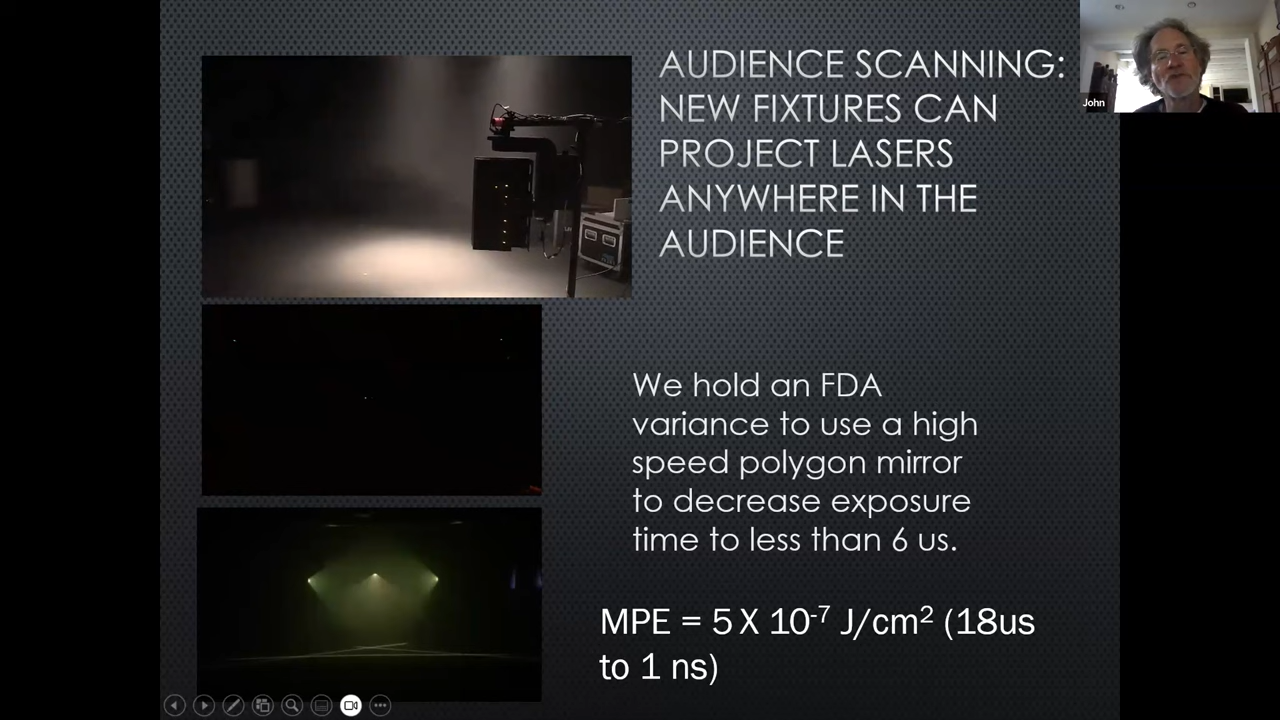 AUDIENCE SCANNING:
NEW FIXTURES CAN
PROJECT LASERS
ANYWHERE IN THE
AUDIENCE
John
We hold an FDA
variance to use a high
speed polygon mirror
to decrease exposure
time to less than 6 us.
MPE = 5 X 10⁻⁷ J/cm² (18us
to 1 ns)